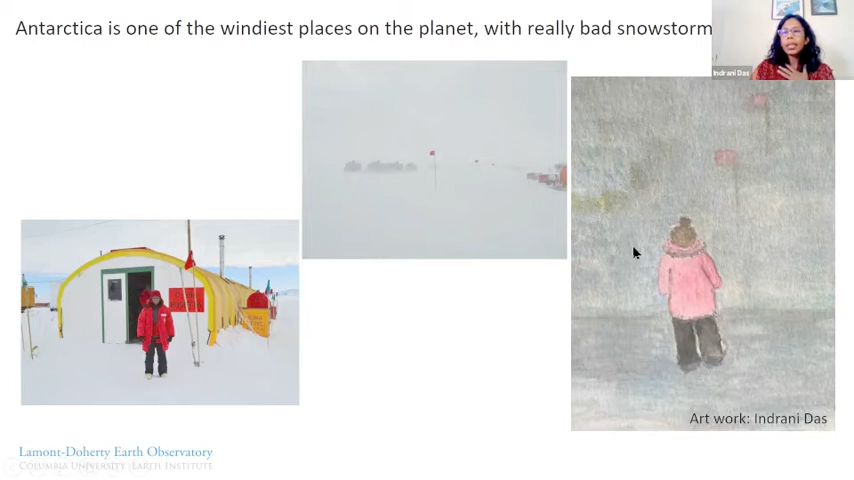 Antarctica is one of the windiest places on the planet, with really bad snowstorm
Indrani Das
Art work: Indrani Das
Lamont-Doherty Earth Observatory
Columbia University | Earth Institute